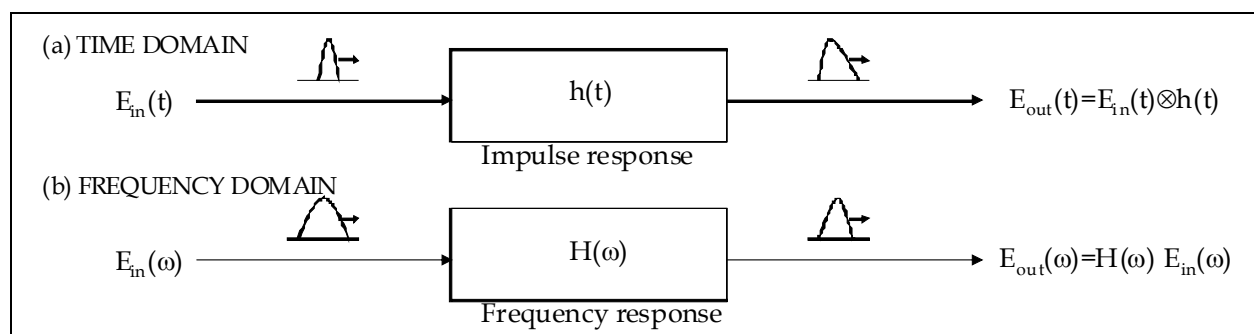 (a) TIME DOMAIN
E_in(t)
h(t)
E_out(t)=E_in(t)⊗h(t)
Impulse response
(b) FREQUENCY DOMAIN
E_in(ω)
H(ω)
E_out(ω)=H(ω) E_in(ω)
Frequency response